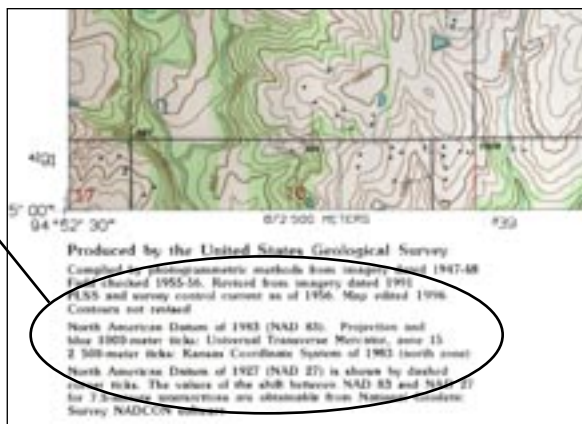 5' 00"
94° 52' 30"
672 500 METERS
Produced by the United States Geological Survey
Compiled by photogrammetric methods from imagery dated 1947-48
Field checked 1955-56. Revised from imagery dated 1991
PLSS and survey control current as of 1956. Map edited 1996
Contours not revised
North American Datum of 1983 (NAD 83). Projection and
blue 1000-meter ticks: Universal Transverse Mercator, zone 15
2 500-meter ticks: Kansas Coordinate System of 1983 (north zone)
North American Datum of 1927 (NAD 27) is shown by dashed
corner ticks. The values of the shift between NAD 83 and NAD 27
for 7.5-minute intersections are obtainable from National Geodetic
Survey NADCON software